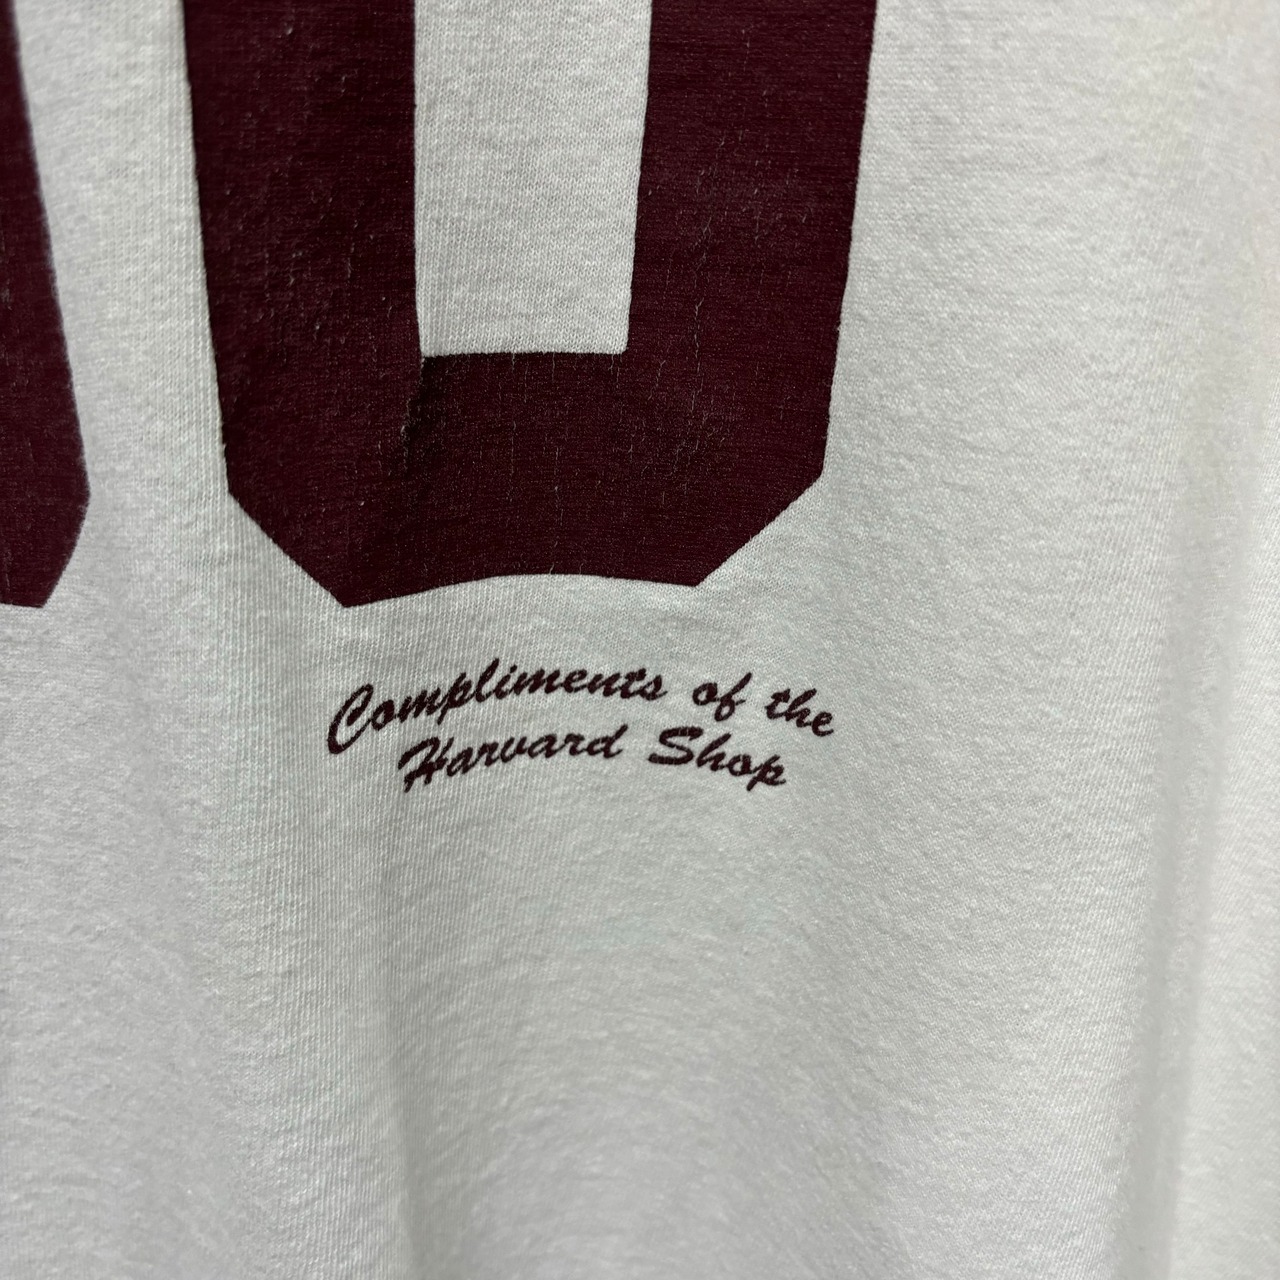 Compliments of the
Harvard Shop